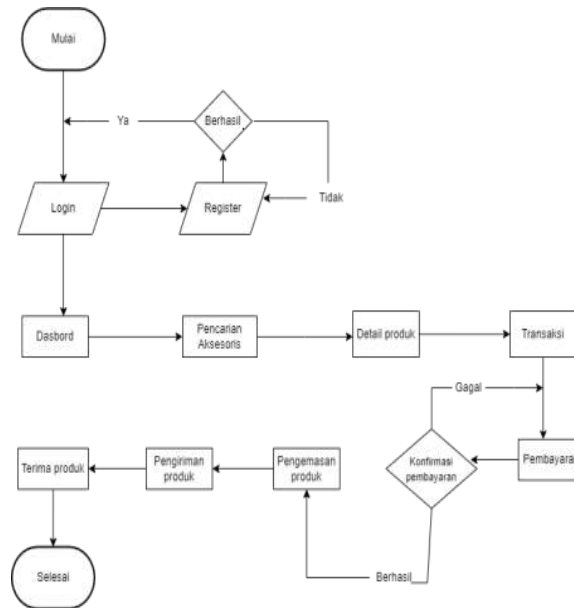 Mulai
Ya
Berhasil
Tidak
Login
Register
Dasbord
Pencarian
Aksesoris
Detail produk
Transaksi
Gagal
Terima produk
Pengiriman
produk
Pengemasan
produk
Konfirmasi
pembayaran
Pembayarar
Selesai
Berhasil